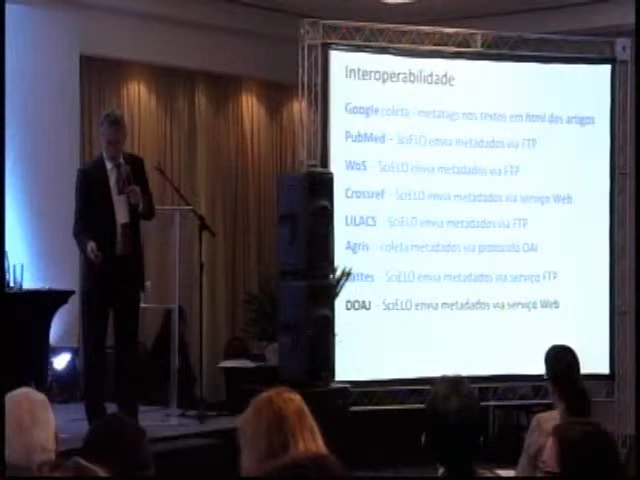 Interoperabilidade
Google coleta - metatags nos textos em html dos artigos
PubMed - SciELO envia metadados via FTP
WoS - SciELO envia metadados via FTP
Crossref - SciELO envia metadados via serviço Web
LILACS - SciELO envia metadados via FTP
Agris - coleta metadados via protocolo OAI
attes - SciELO envia metadados via serviço FTP
DOAJ - SciELO envia metadados via serviço Web